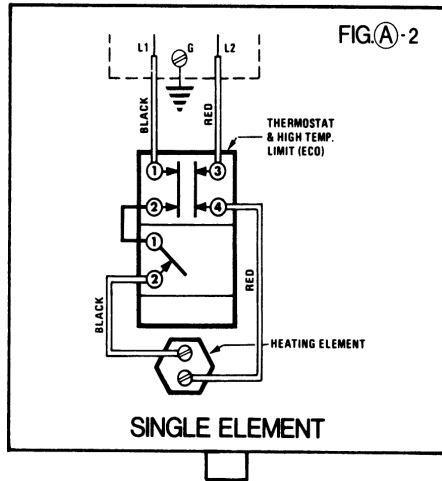 FIG.(A)-2
L1 G L2
BLACK
RED
THERMOSTAT
& HIGH TEMP.
LIMIT (ECO)
1 3
2 4
1
2
BLACK
RED
HEATING ELEMENT
SINGLE ELEMENT